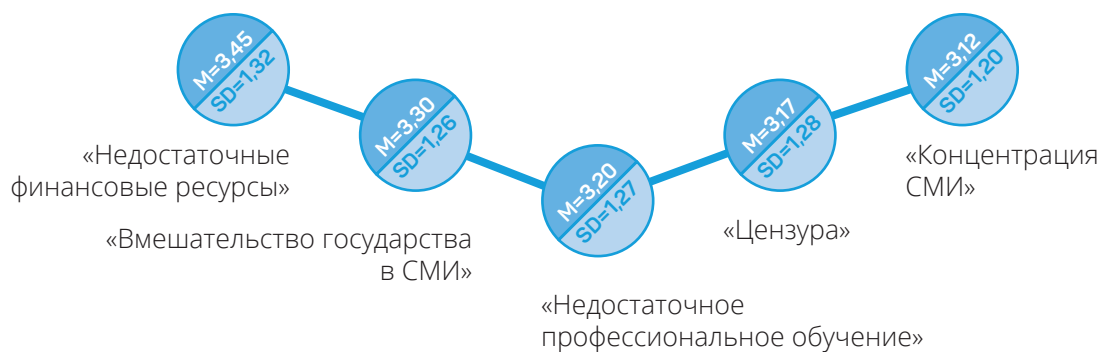 M=3,45
SD=1,32
«Недостаточные
финансовые ресурсы»
M=3,30
SD=1,26
«Вмешательство государства
в СМИ»
M=3,20
SD=1,27
«Недостаточное
профессиональное обучение»
M=3,17
SD=1,28
«Цензура»
M=3,12
SD=1,20
«Концентрация
СМИ»